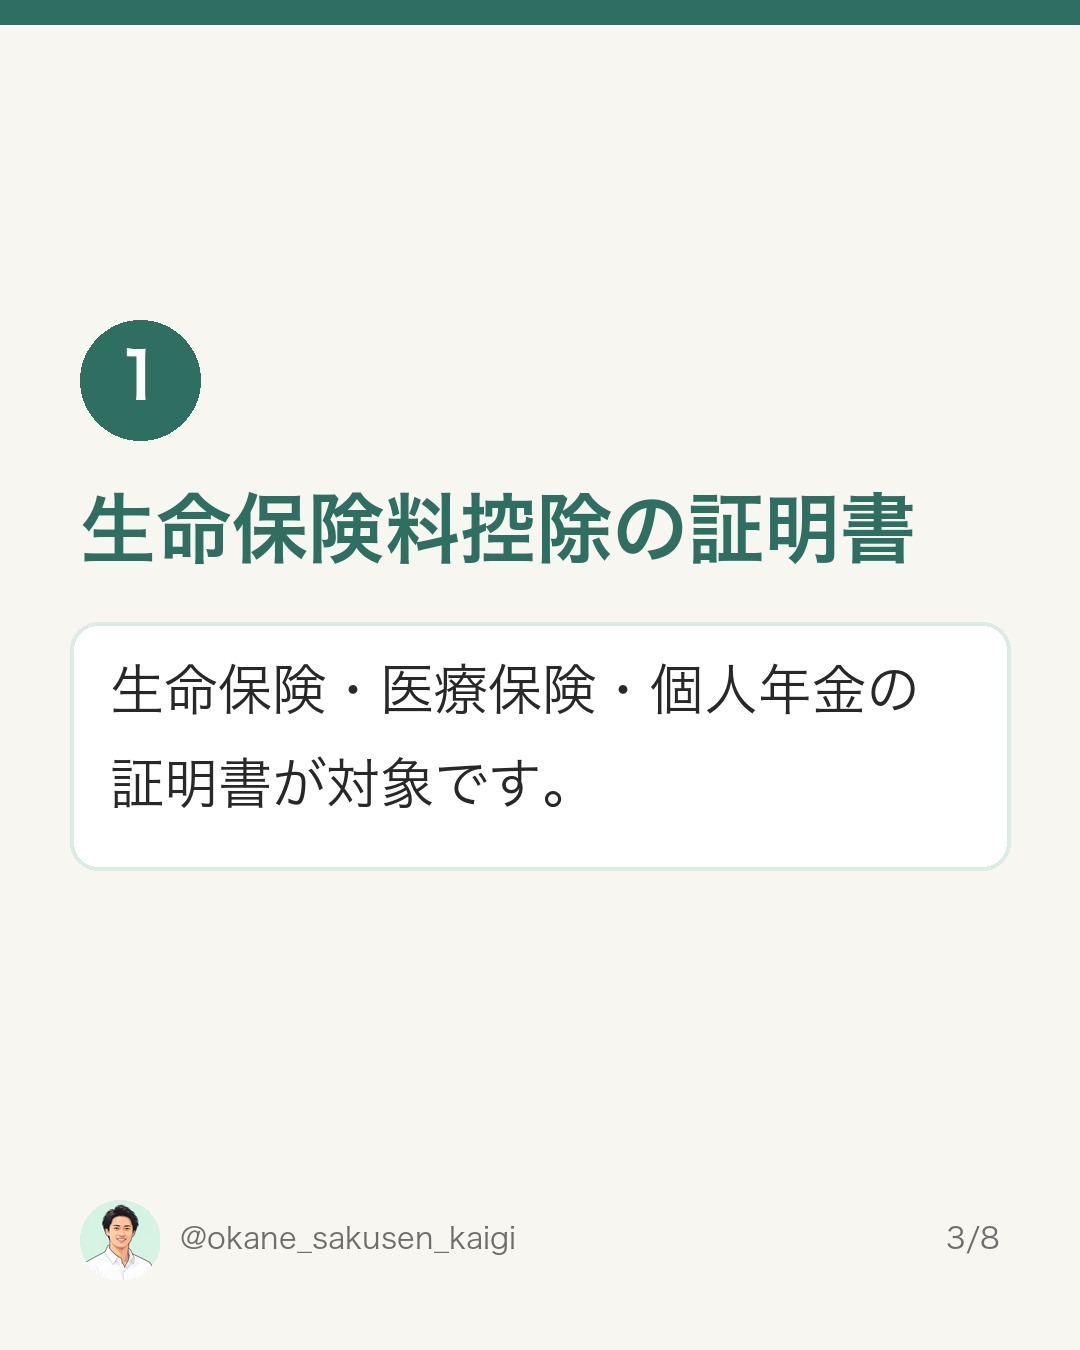 1
生命保険料控除の証明書
生命保険・医療保険・個人年金の
証明書が対象です。
@okane_sakusen_kaigi
3/8